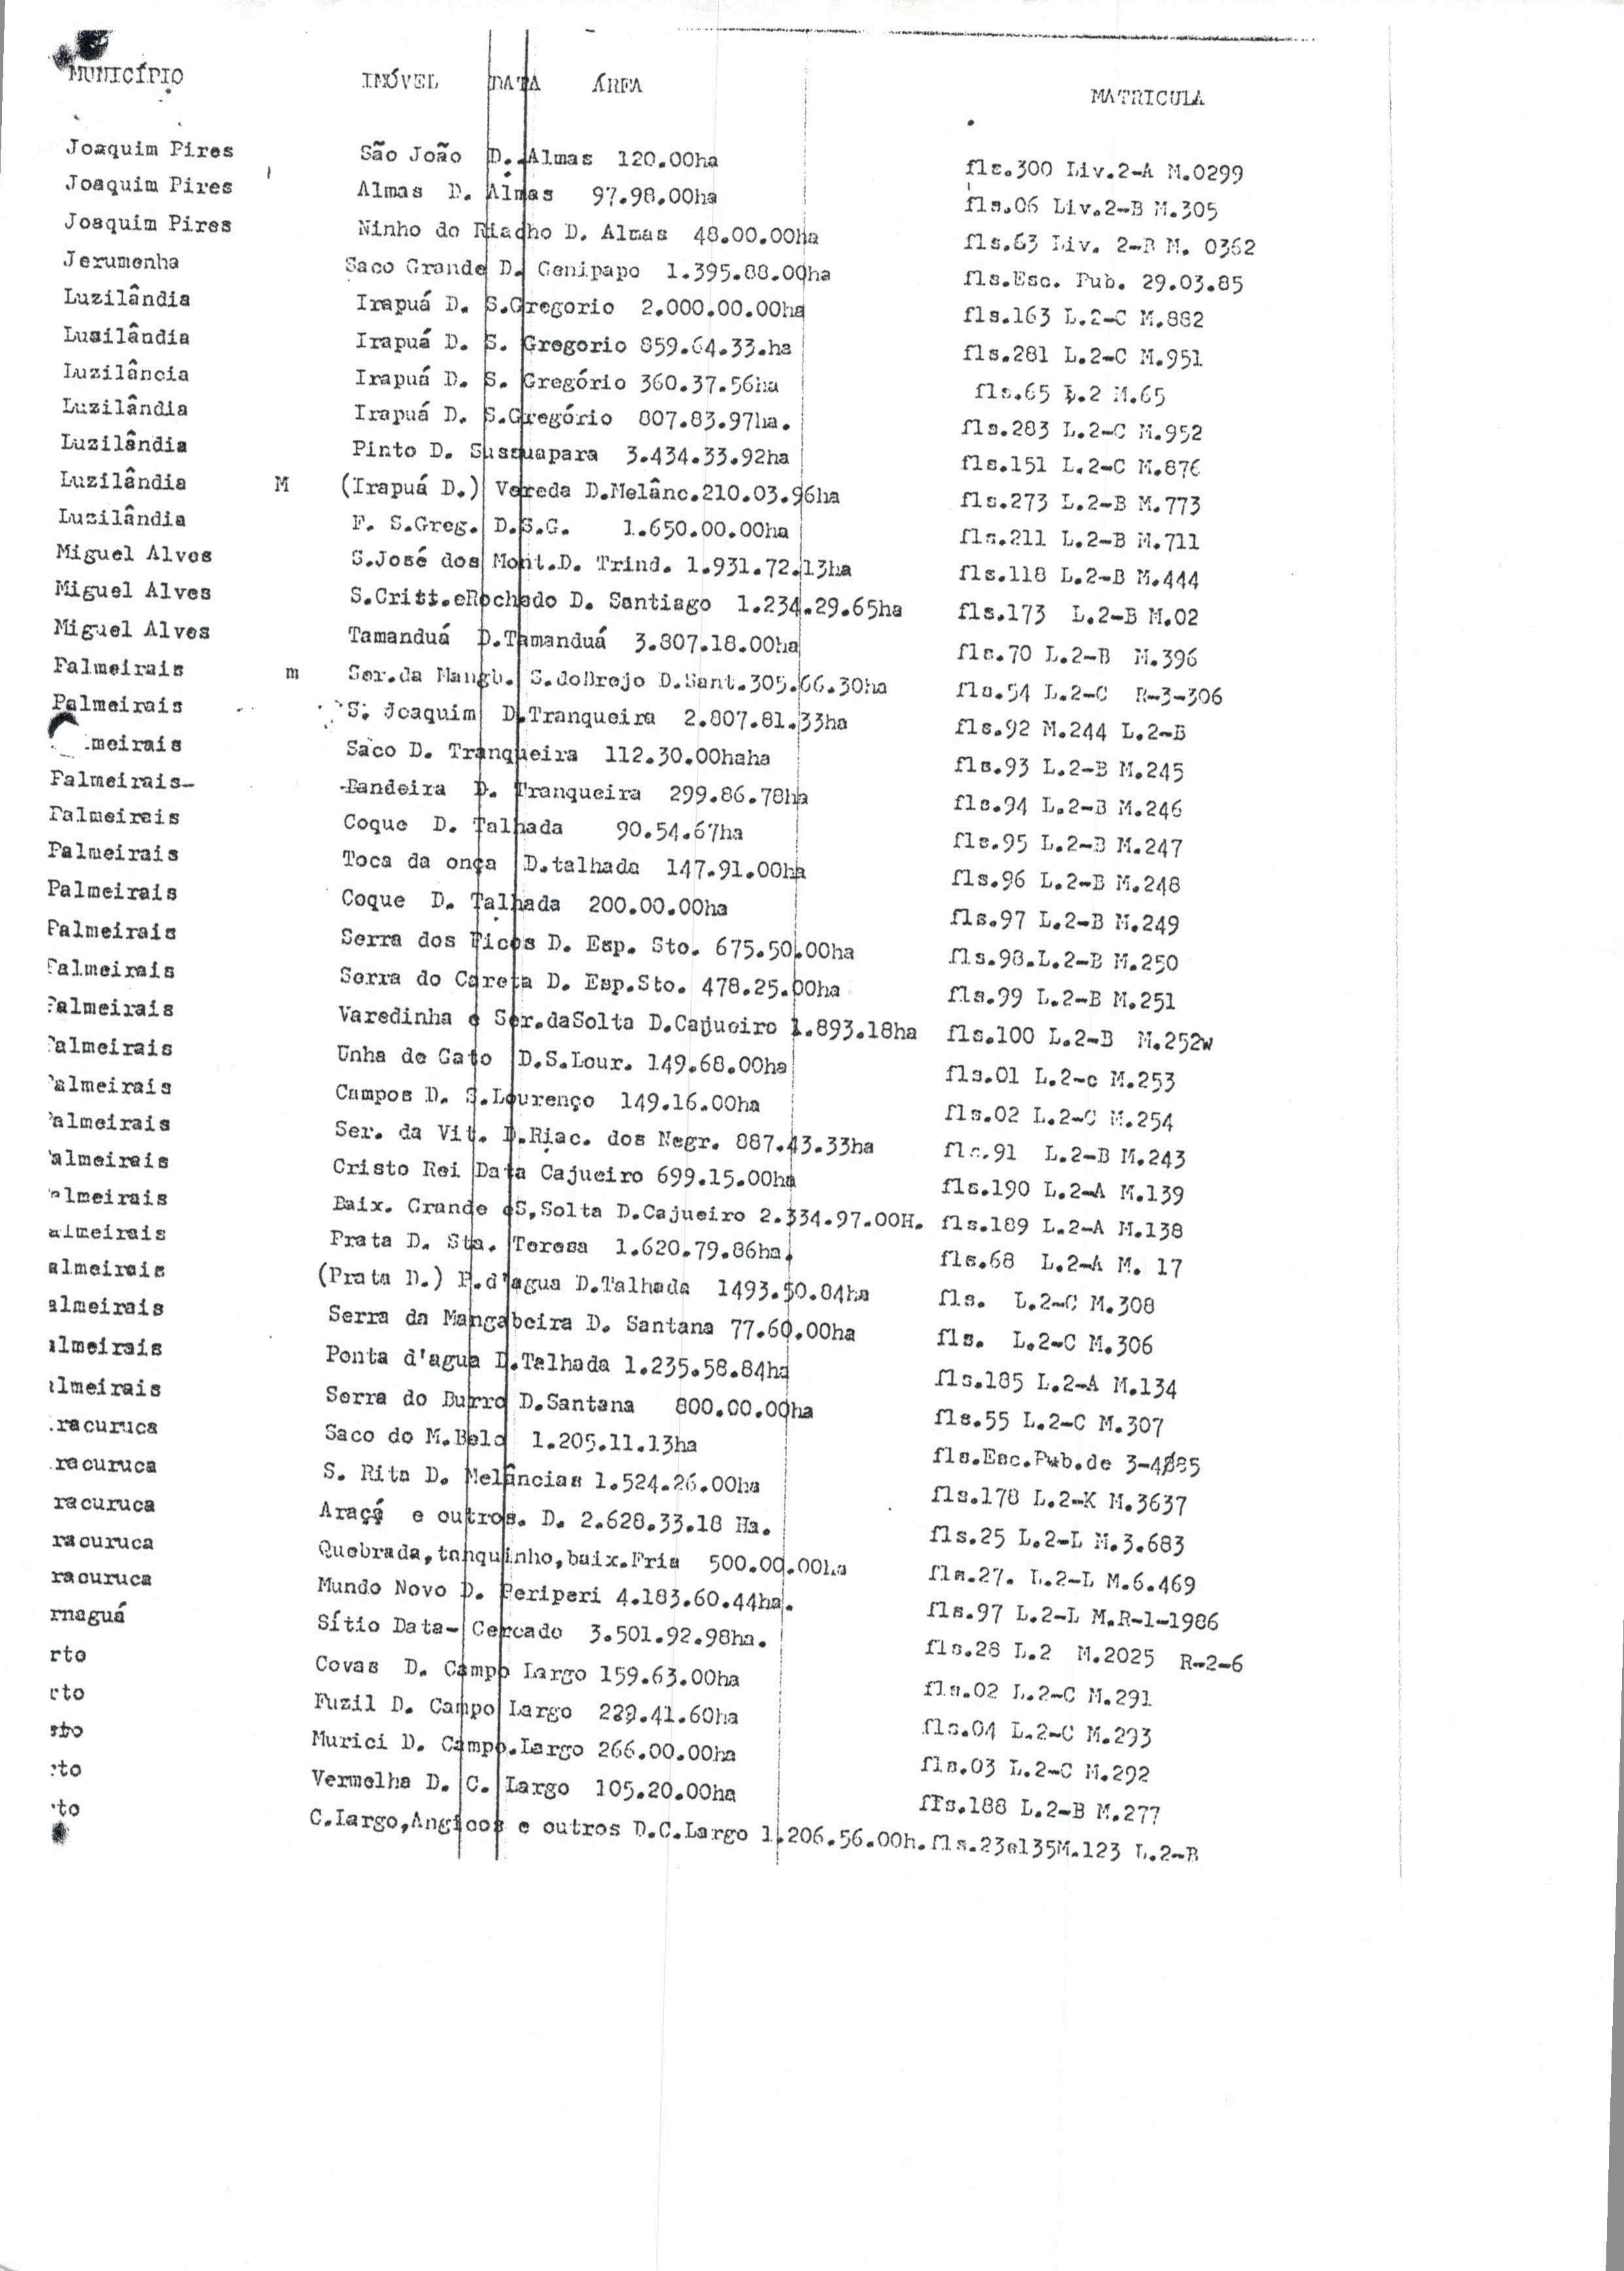 MUNICÍPIO IMÓVEL DATA ÁREA MATRICULA
Joaquim Pires São João D. Almas 120.00ha fls.300 Liv.2-A M.0299
Joaquim Pires Almas D. Almas 97.98.00ha fls.06 Liv.2-B M.305
Joaquim Pires Ninho do Riacho D. Almas 48.00.00ha fls.63 Liv. 2-B M. 0362
Jerumenha Saco Grande D. Genipapo 1.395.88.00ha fls.Esc. Pub. 29.03.85
Luzilândia Irapuá D. S.Gregorio 2.000.00.00ha fls.163 L.2-C M.882
Lusilândia Irapuá D. S. Gregorio 859.64.33.ha fls.281 L.2-C M.951
Luzilância Irapuá D. S. Gregório 360.37.56ha fls.65 L.2 M.65
Luzilândia Irapuá D. S.Gregório 807.83.97ha. fls.283 L.2-C M.952
Luzilândia Pinto D. Sussuapara 3.434.33.92ha fls.151 L.2-C M.876
Luzilândia M (Irapuá D.) Vereda D.Melânc.210.03.96ha fls.273 L.2-B M.773
Luzilândia F. S.Greg. D.S.G. 1.650.00.00ha fls.211 L.2-B M.711
Miguel Alves S.José dos Mont.D. Trind. 1.931.72.13ha fls.118 L.2-B M.444
Miguel Alves S.Crist.eRochado D. Santiago 1.234.29.65ha fls.173 L.2-B M.02
Miguel Alves Tamanduá D.Tamanduá 3.807.18.00ha fls.70 L.2-B M.396
Palmeirais m Ser.da Mangb. S.doBrejo D.Sant.305.66.30ha fls.54 L.2-C R-3-306
Palmeirais S. Joaquim D.Tranqueira 2.807.81.33ha fls.92 M.244 L.2-B
meirais Saco D. Tranqueira 112.30.00haha fls.93 L.2-B M.245
Palmeirais- -Bandeira D. Tranqueira 299.86.78ha fls.94 L.2-B M.246
Palmeirais Coque D. Talhada 90.54.67ha fls.95 L.2-B M.247
Palmeirais Toca da onça D.talhada 147.91.00ha fls.96 L.2-B M.248
Palmeirais Coque D. Talhada 200.00.00ha fls.97 L.2-B M.249
Palmeirais Serra dos Picos D. Esp. Sto. 675.50.00ha fls.98.L.2-B M.250
Palmeirais Serra do Careta D. Esp.Sto. 478.25.00ha fls.99 L.2-B M.251
Palmeirais Varedinha e Ser.daSolta D.Cajueiro 1.893.18ha fls.100 L.2-B M.252w
almeirais Unha de Gato D.S.Lour. 149.68.00ha fls.01 L.2-c M.253
almeirais Campos D. S.Lourenço 149.16.00ha fls.02 L.2-C M.254
almeirais Ser. da Vit. D.Riac. dos Negr. 887.43.33ha fls.91 L.2-B M.243
almeirais Cristo Rei Data Cajueiro 699.15.00ha fls.190 L.2-A M.139
almeirais Baix. Grande eS,Solta D.Cajueiro 2.334.97.00H. fls.189 L.2-A M.138
almeirais Prata D. Sta. Teresa 1.620.79.86ha. fls.68 L.2-A M. 17
almeirais (Prata D.) P.d'agua D.Talhada 1493.50.84ha fls. L.2-C M.308
almeirais Serra da Mangabeira D. Santana 77.60.00ha fls. L.2-C M.306
almeirais Ponta d'agua D.Talhada 1.235.58.84ha fls.185 L.2-A M.134
almeirais Serra do Burro D.Santana 800.00.00ha fls.55 L.2-C M.307
racuruca Saco do M.Belo 1.205.11.13ha fls.Esc.Pub.de 3-4885
racuruca S. Rita D. Melâncias 1.524.26.00ha fls.178 L.2-K M.3637
racuruca Araçá e outros. D. 2.628.33.18 Ha. fls.25 L.2-L M.3.683
racuruca Quebrada,tanquinho,baix.Fria 500.00.00ha fls.27. L.2-L M.6.469
racuruca Mundo Novo D. Periperi 4.183.60.44ha. fls.97 L.2-L M.R-1-1986
rnaguá Sítio Data- Cercado 3.501.92.98ha. fls.28 L.2 M.2025 R-2-6
rto Covas D. Campo Largo 159.63.00ha fls.02 L.2-C M.291
rto Fuzil D. Campo Largo 229.41.60ha fls.04 L.2-C M.293
rto Murici D. Campo.Largo 266.00.00ha fls.03 L.2-C M.292
to Vermelha D. C. Largo 105.20.00ha fls.188 L.2-B M.277
to C.Largo,Angicos e outros D.C.Largo 1.206.56.00h. fls.23e135M.123 L.2-B